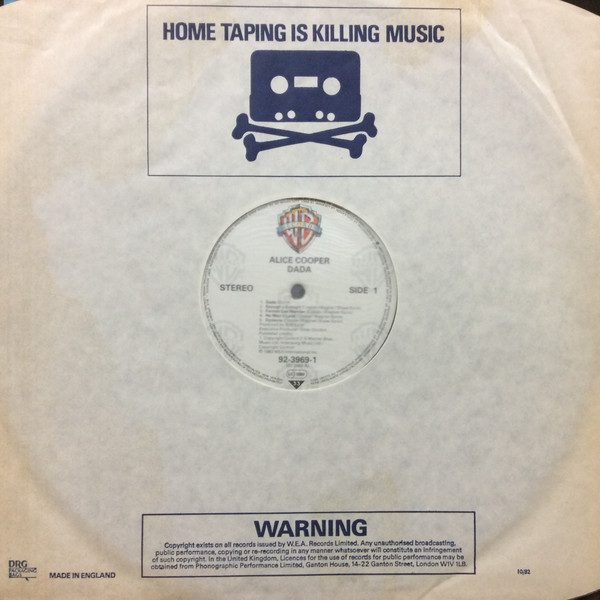 HOME TAPING IS KILLING MUSIC
ALICE COOPER
DADA
STEREO
SIDE 1
92-3969-1
WARNING
Copyright exists on all records issued by W.E.A. Records Limited. Any unauthorised broadcasting,
public performance, copying or re-recording in any manner whatsoever will constitute an infringement
of such copyright. In the United Kingdom, Licences for the use of records for public performance may be
obtained from Phonographic Performance Limited, Ganton House, 14-22 Ganton Street, London W1V 1LB.
DRG
PACKAGING
BAGS
MADE IN ENGLAND
10/82